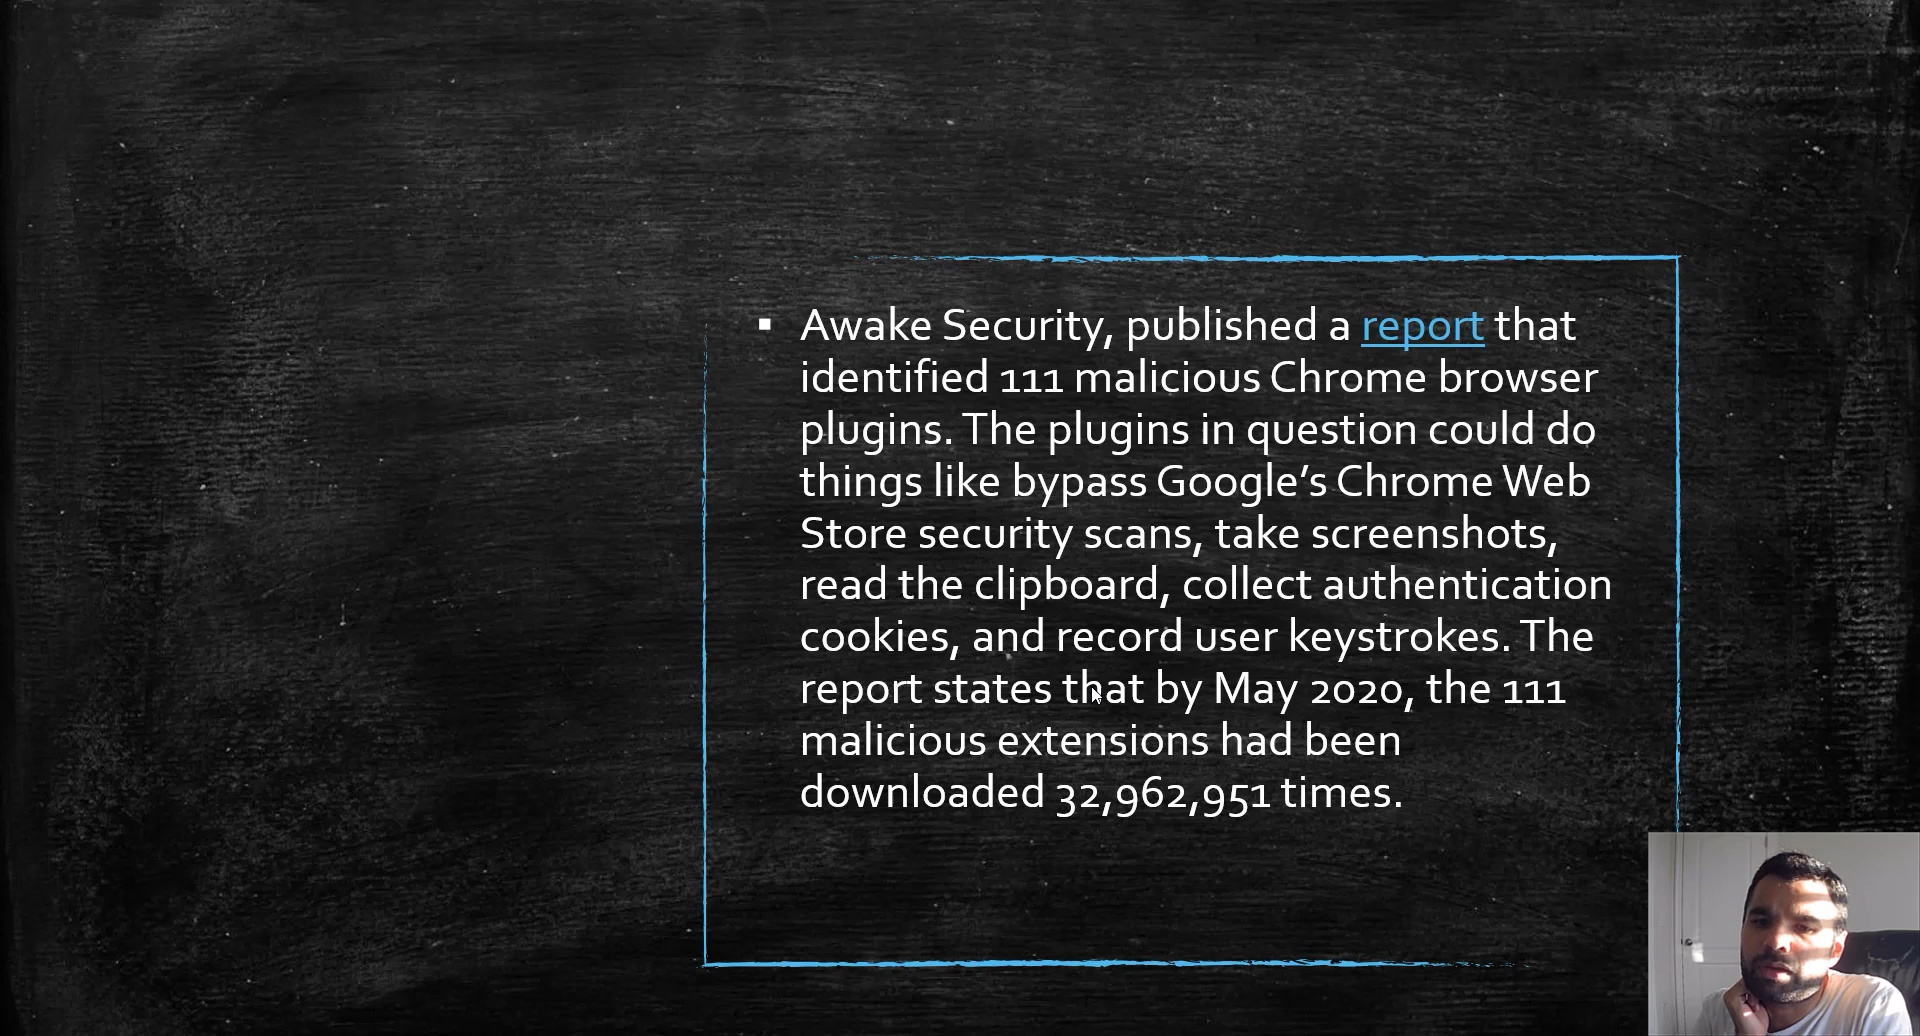 Awake Security, published a report that
identified 111 malicious Chrome browser
plugins. The plugins in question could do
things like bypass Google’s Chrome Web
Store security scans, take screenshots,
read the clipboard, collect authentication
cookies, and record user keystrokes. The
report states that by May 2020, the 111
malicious extensions had been
downloaded 32,962,951 times.